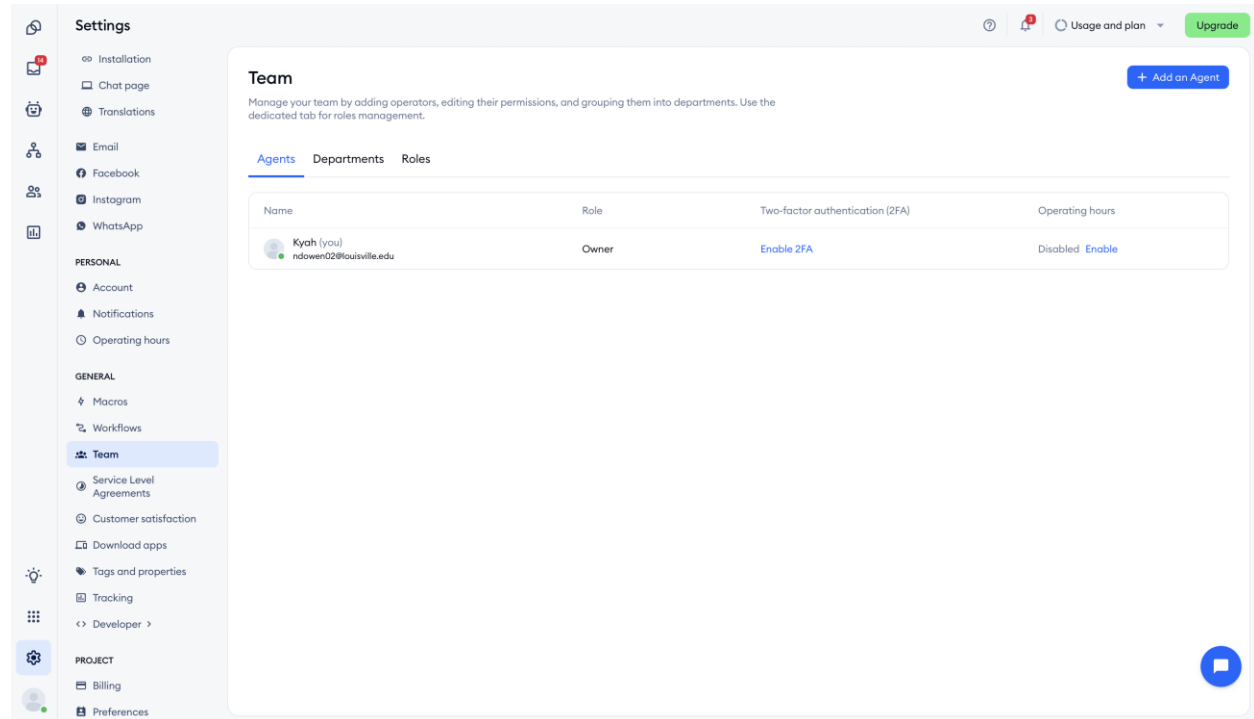 Settings
3
Usage and plan
Upgrade
14
Installation
Chat page
Translations
Email
Facebook
Instagram
WhatsApp
PERSONAL
Account
Notifications
Operating hours
GENERAL
Macros
Workflows
Team
Service Level
Agreements
Customer satisfaction
Download apps
Tags and properties
Tracking
Developer >
PROJECT
Billing
Preferences
Team
+ Add an Agent
Manage your team by adding operators, editing their permissions, and grouping them into departments. Use the
dedicated tab for roles management.
Agents Departments Roles
Name Role Two-factor authentication (2FA) Operating hours
Kyah (you)
ndowen02@louisville.edu
Owner Enable 2FA Disabled Enable